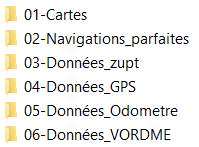 01-Cartes
02-Navigations_parfaites
03-Données_zupt
04-Données_GPS
05-Données_Odometre
06-Données_VORDME